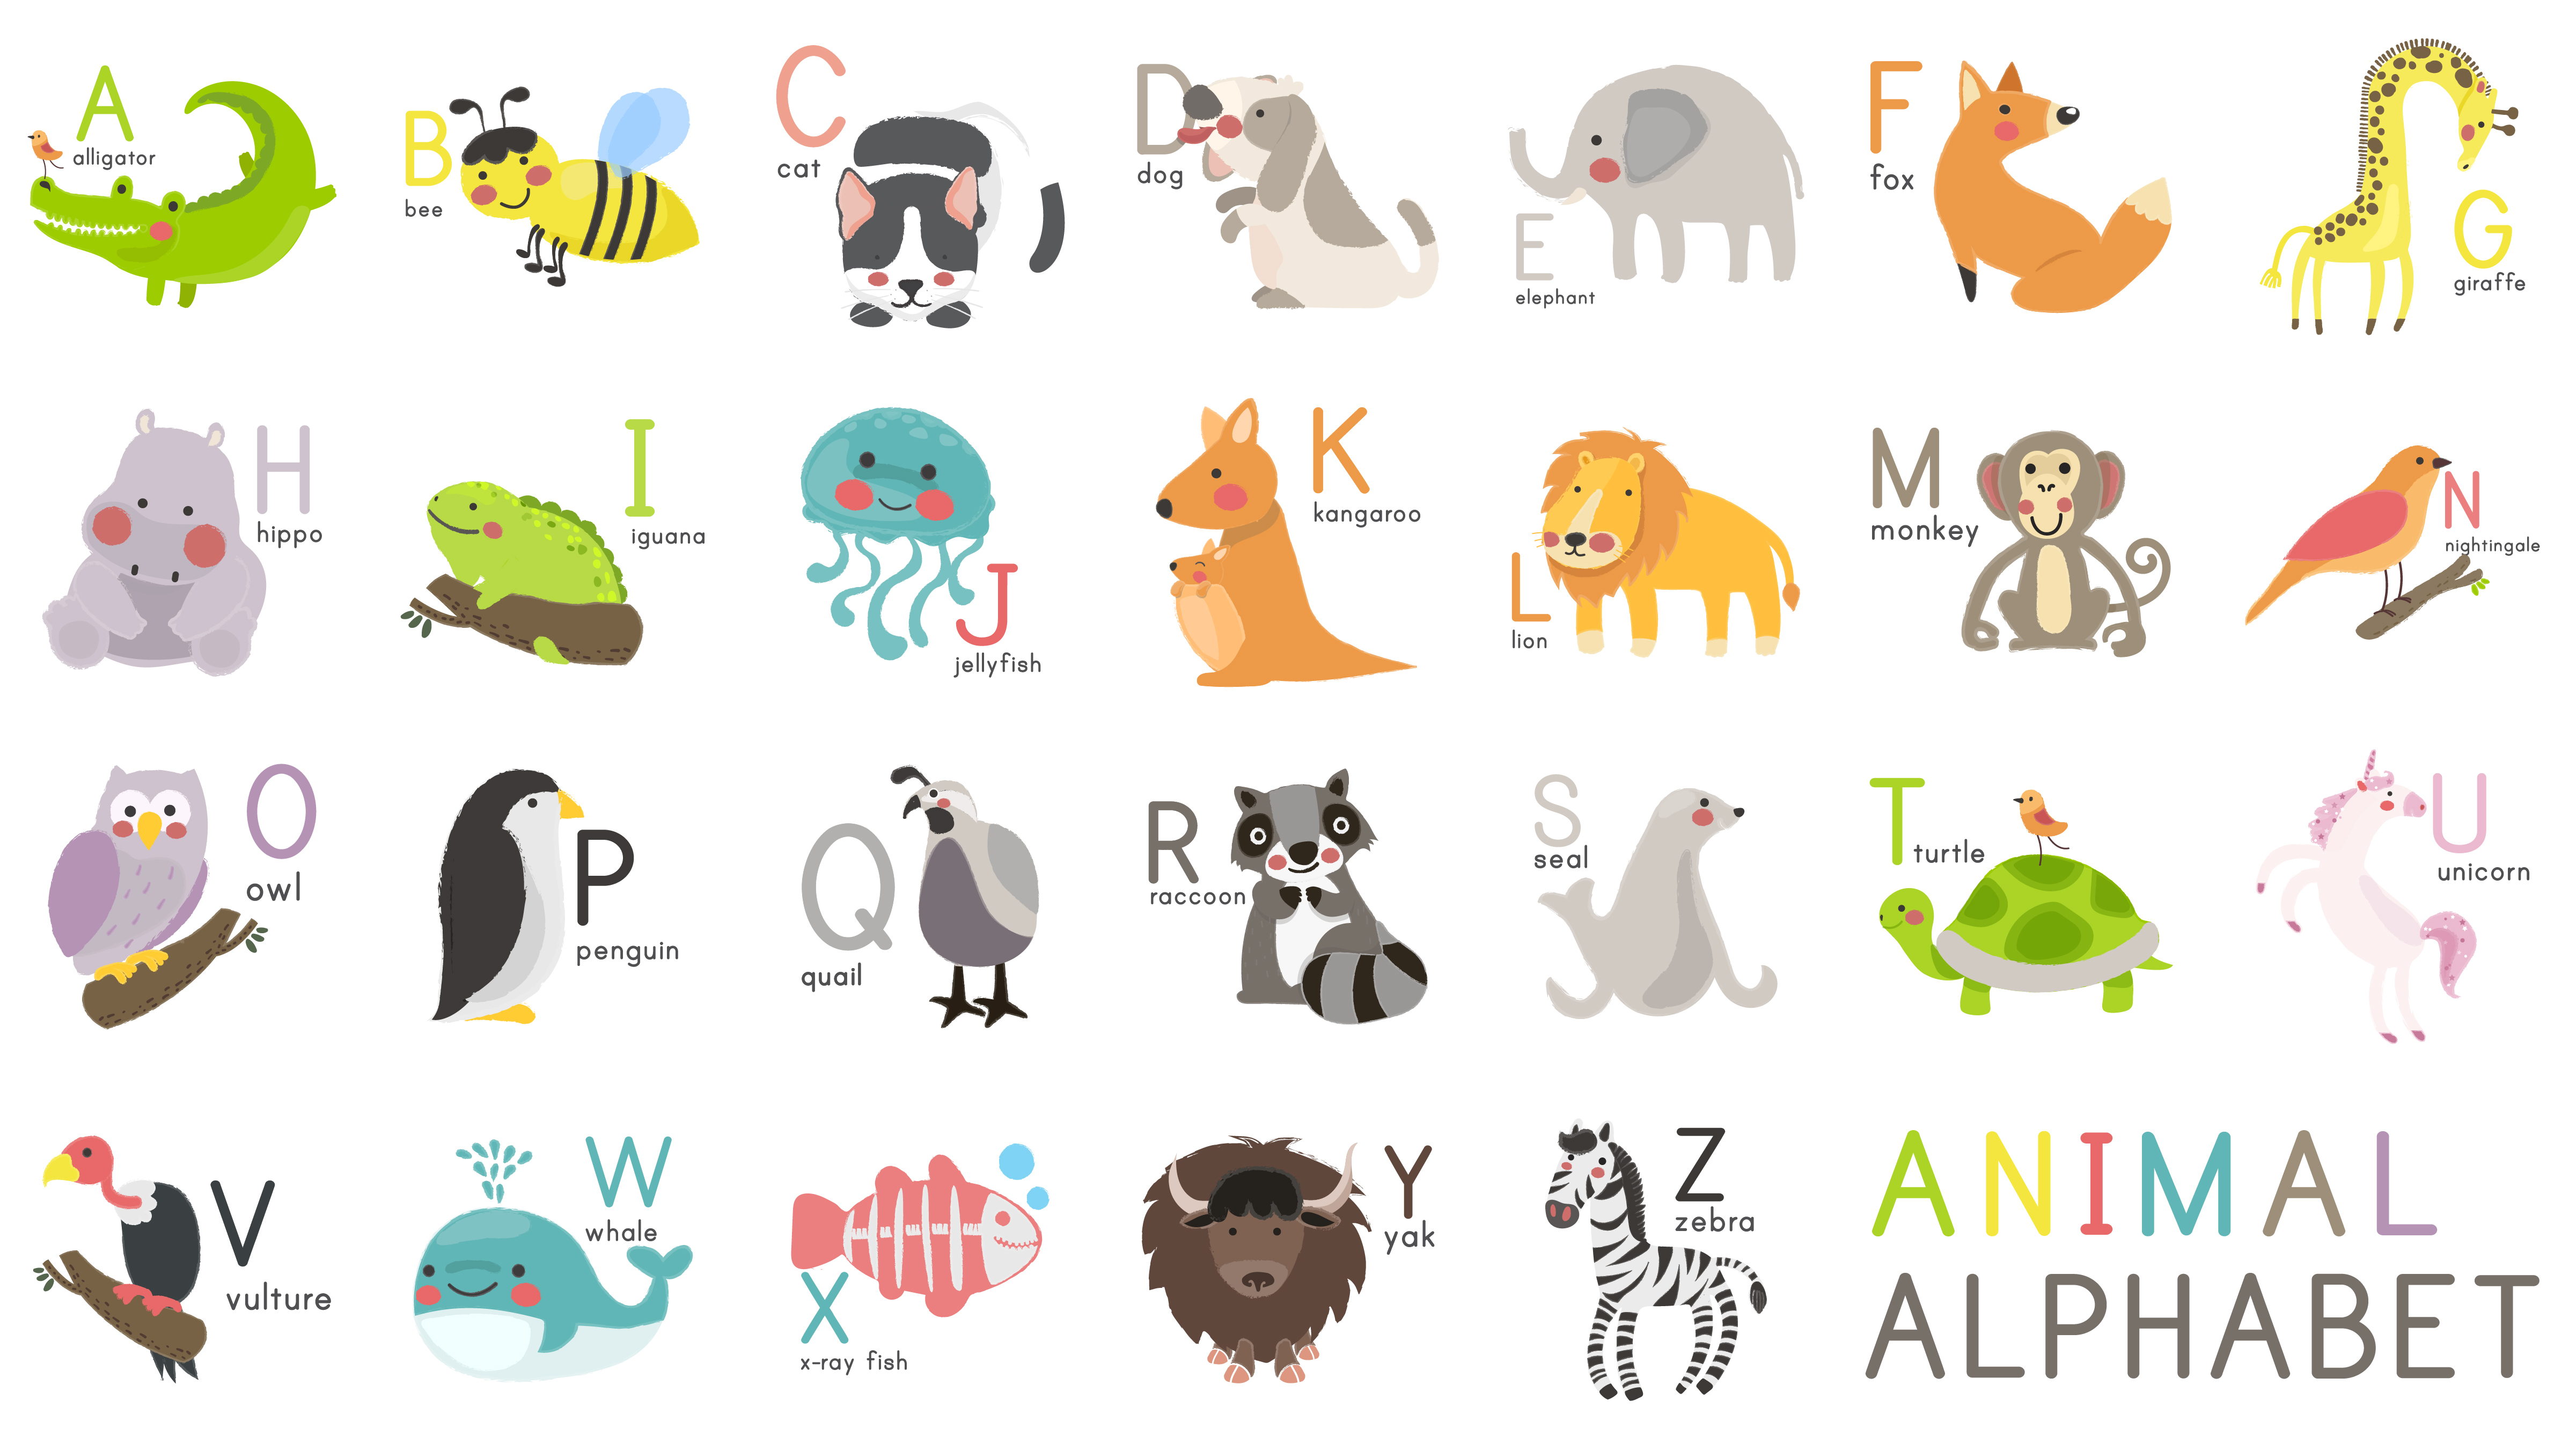 A
alligator
B
bee
C
cat
D
dog
E
elephant
F
fox
G
giraffe
H
hippo
I
iguana
J
jellyfish
K
kangaroo
L
lion
M
monkey
N
nightingale
O
owl
P
penguin
Q
quail
R
raccoon
S
seal
T
turtle
U
unicorn
V
vulture
W
whale
X
x-ray fish
Y
yak
Z
zebra
ANIMAL
ALPHABET